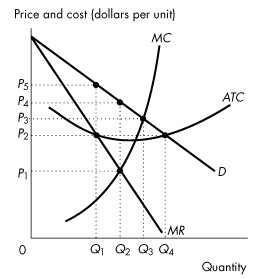 Price and cost (dollars per unit)
MC
ATC
P5
P4
P3
P2
P1
D
MR
0
Q1 Q2 Q3 Q4
Quantity